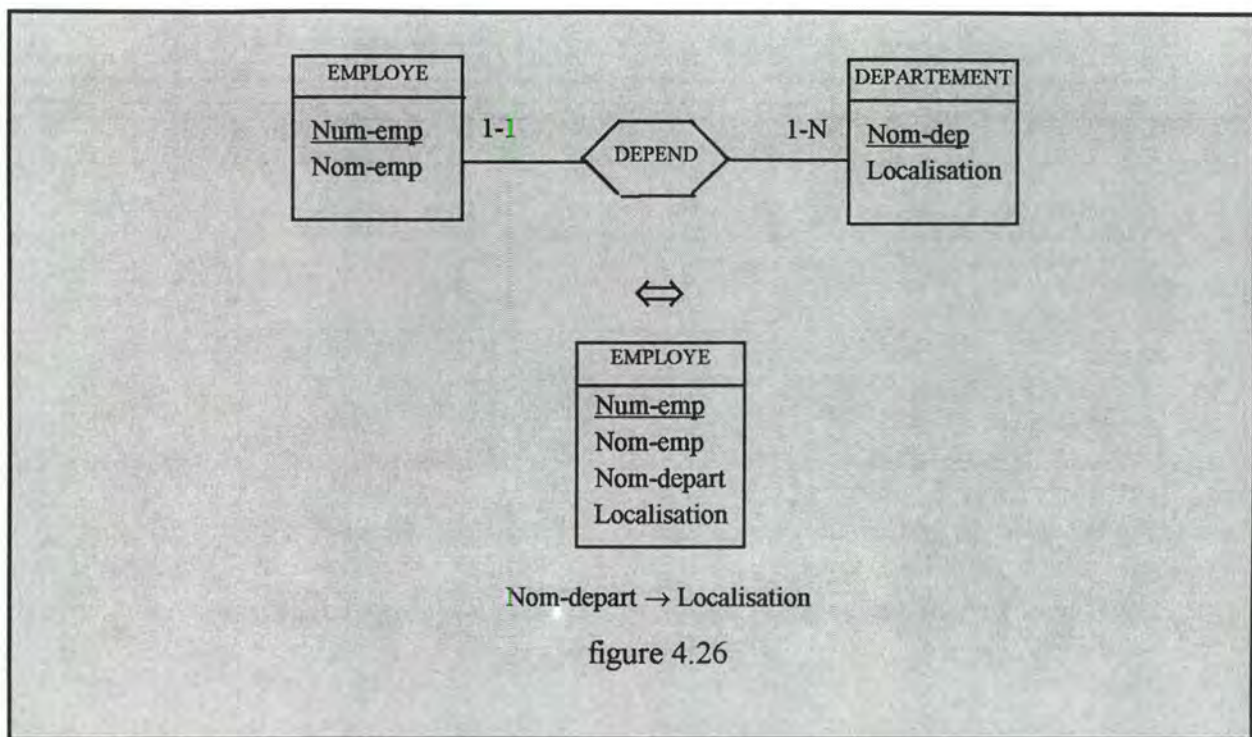 EMPLOYE
Num-emp
Nom-emp
1-1
DEPEND
1-N
DEPARTEMENT
Nom-dep
Localisation
⇔
EMPLOYE
Num-emp
Nom-emp
Nom-depart
Localisation
Nom-depart → Localisation
figure 4.26